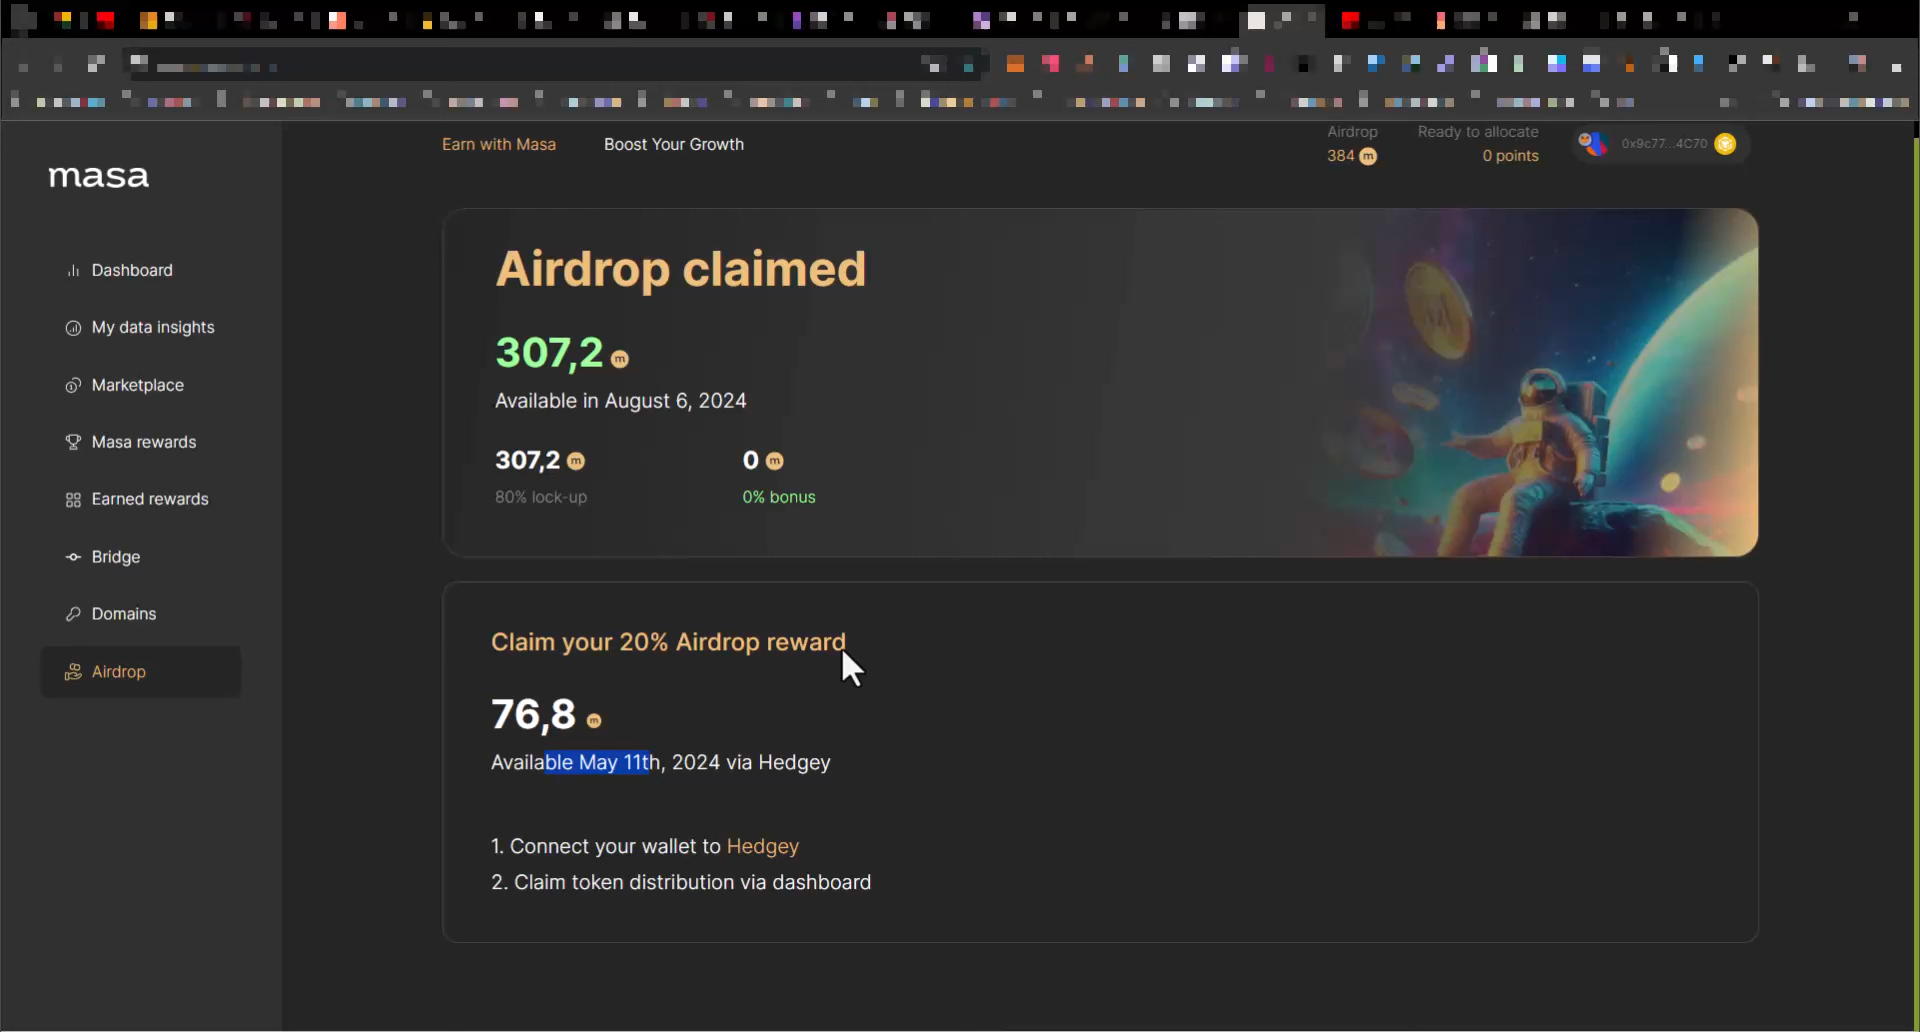 Earn with Masa
Boost Your Growth
Airdrop
384 m
Ready to allocate
0 points
0x9c77...4C70
masa
Dashboard
My data insights
Marketplace
Masa rewards
Earned rewards
Bridge
Domains
Airdrop
Airdrop claimed
307,2 m
Available in August 6, 2024
307,2 m
80% lock-up
0 m
0% bonus
Claim your 20% Airdrop reward
76,8 m
Available May 11th, 2024 via Hedgey
1. Connect your wallet to Hedgey
2. Claim token distribution via dashboard